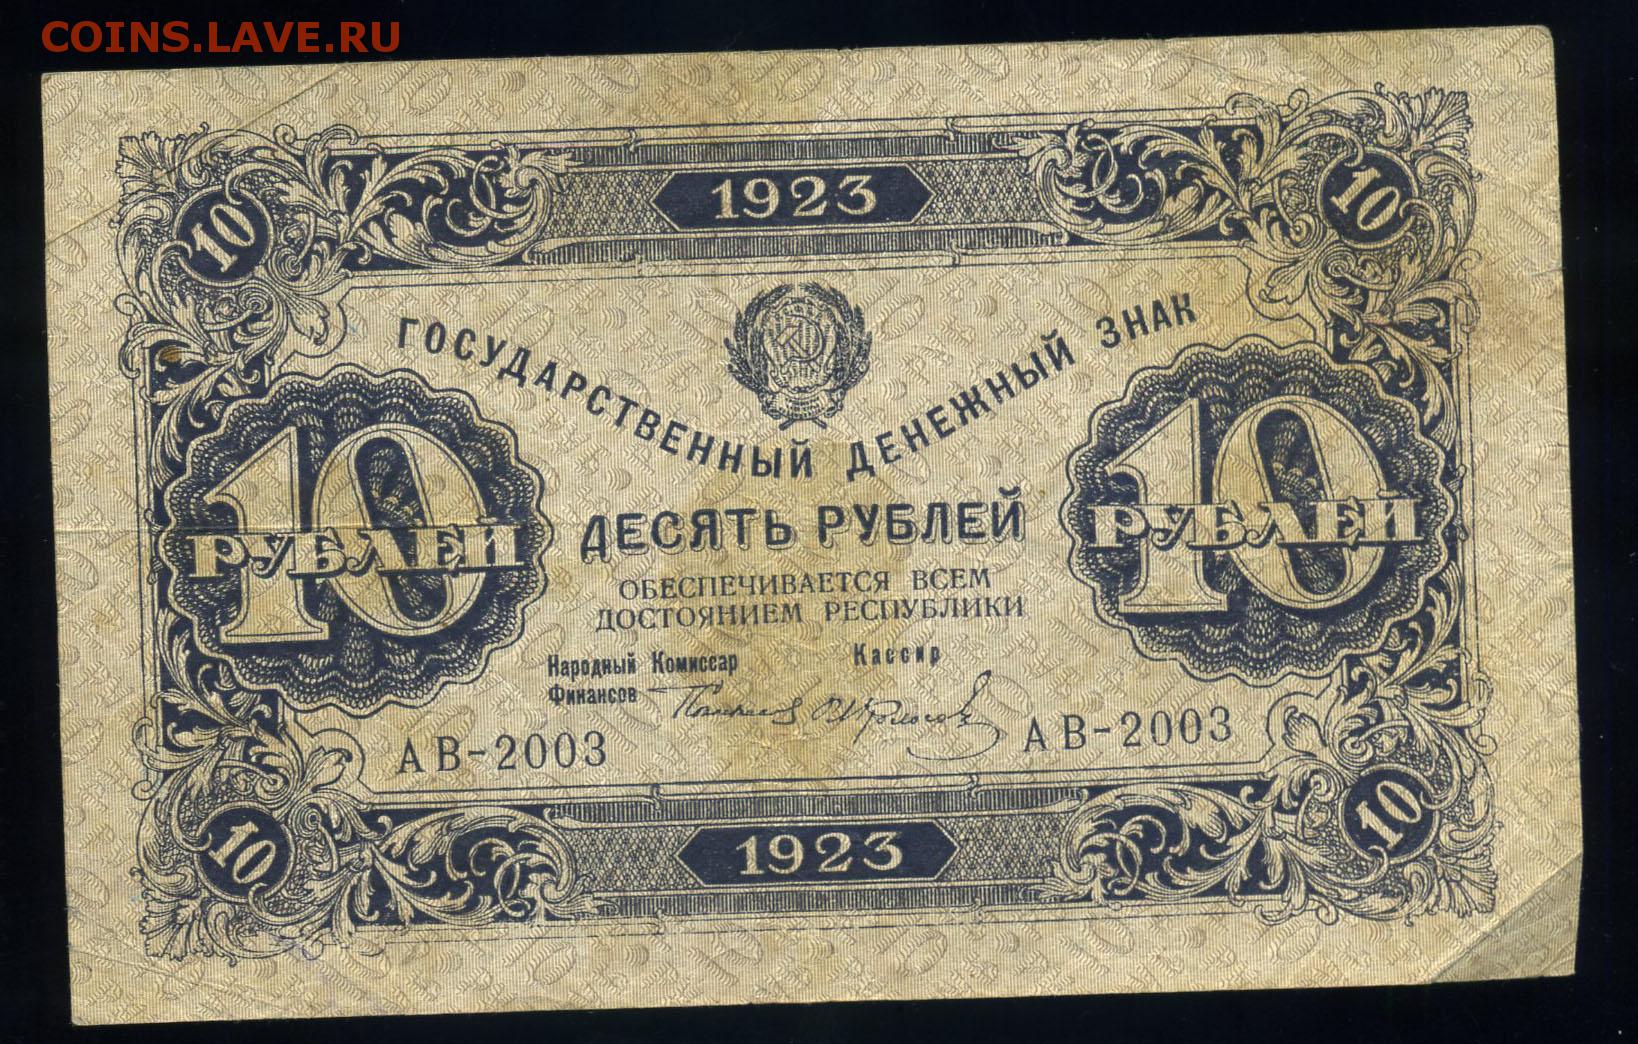 COINS.LAVE.RU
1923
10
10
ГОСУДАРСТВЕННЫЙ ДЕНЕЖНЫЙ ЗНАК
10
РУБЛЕЙ
10
РУБЛЕЙ
ДЕСЯТЬ РУБЛЕЙ
ОБЕСПЕЧИВАЕТСЯ ВСЕМ
ДОСТОЯНИЕМ РЕСПУБЛИКИ
Народный Комиссар
Финансов
Кассир
АВ-2003
АВ-2003
10
1923
10